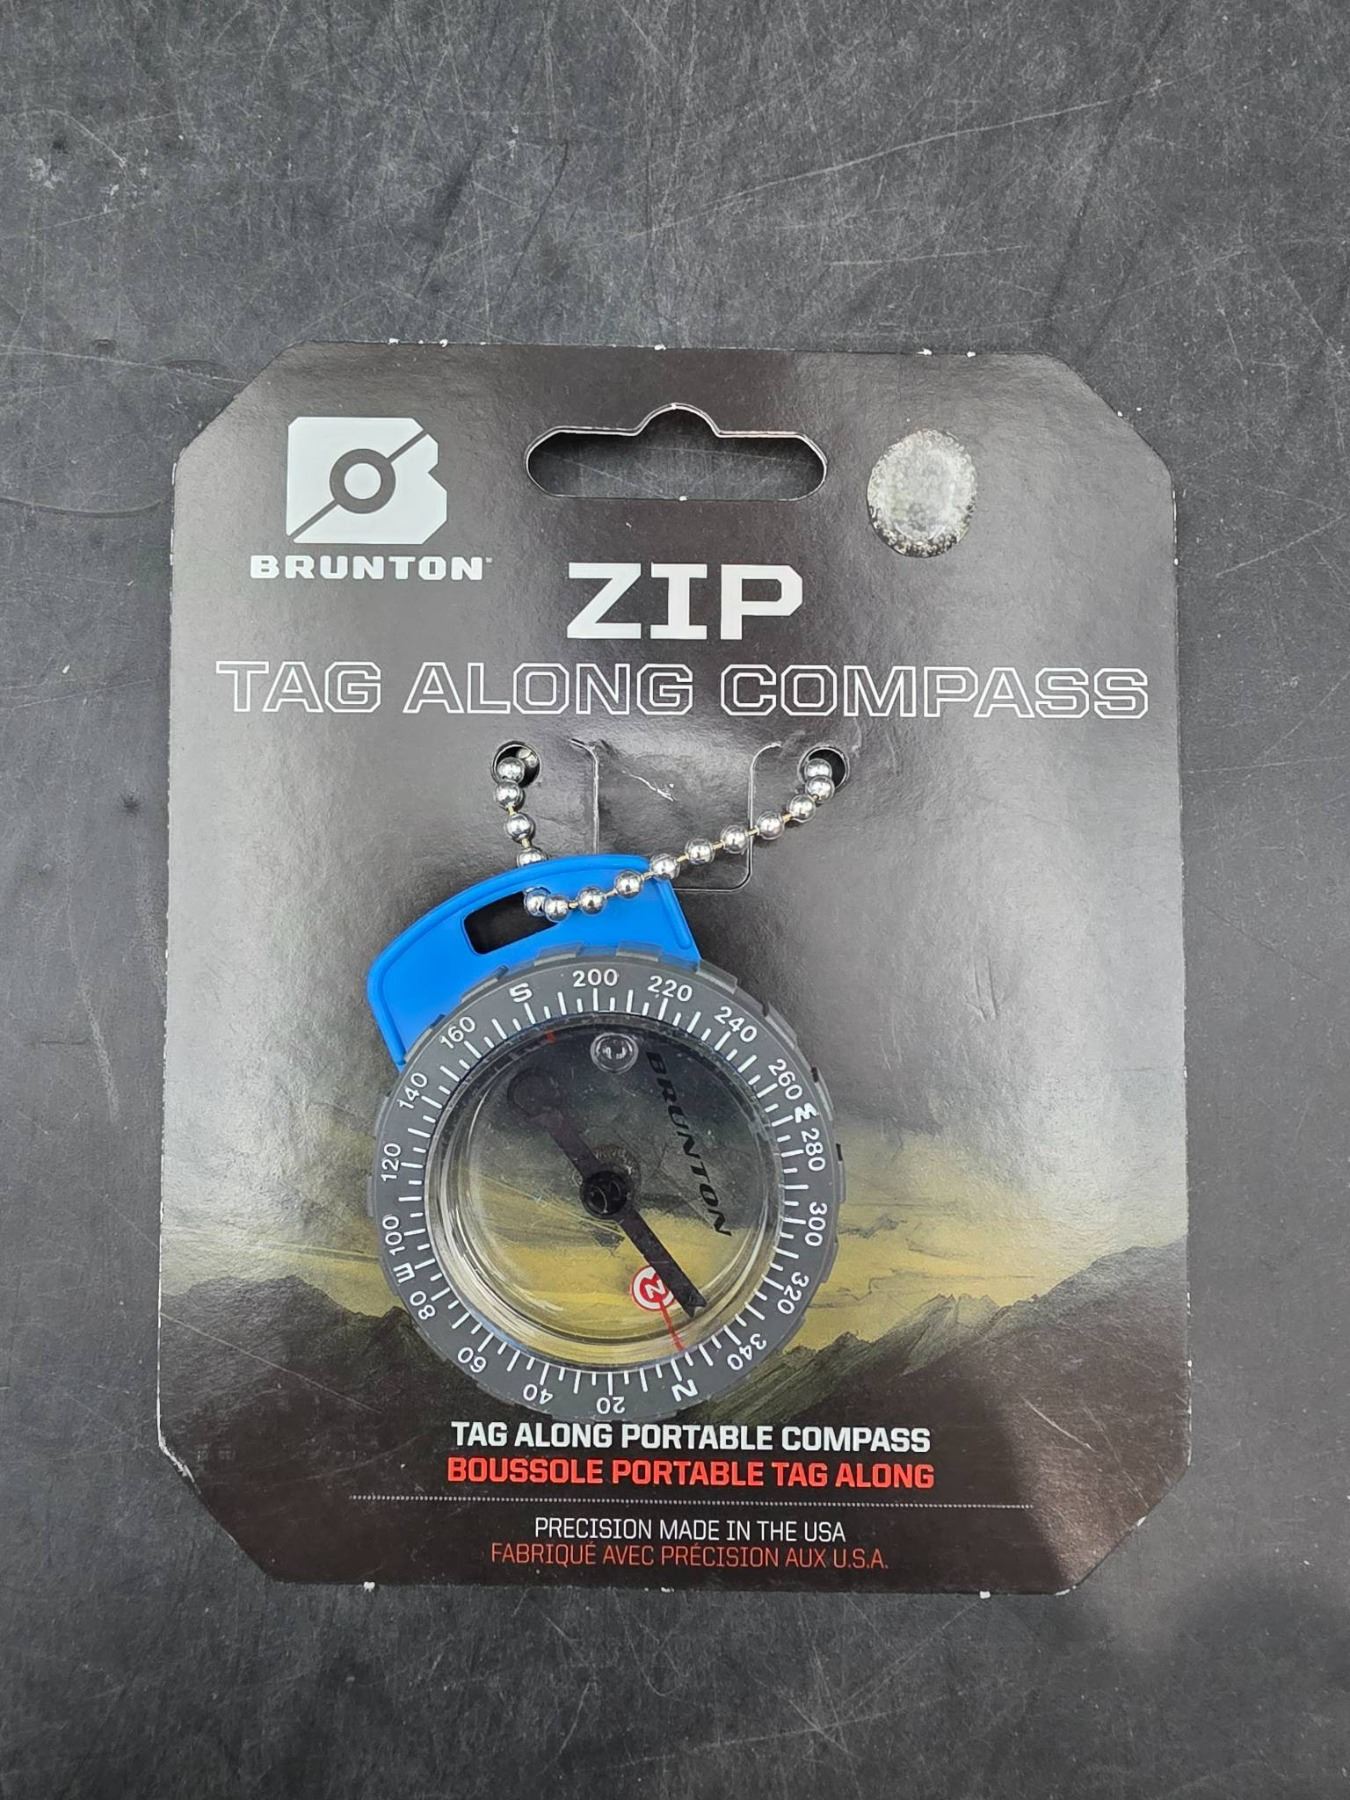 BRUNTON
ZIP
TAG ALONG COMPASS
S 200 220 240 260 W 280 300 320 340 N 20 40 60 80 E 100 120 140 160
BRUNTON
TAG ALONG PORTABLE COMPASS
BOUSSOLE PORTABLE TAG ALONG
PRECISION MADE IN THE USA
FABRIQUÉ AVEC PRÉCISION AUX U.S.A.